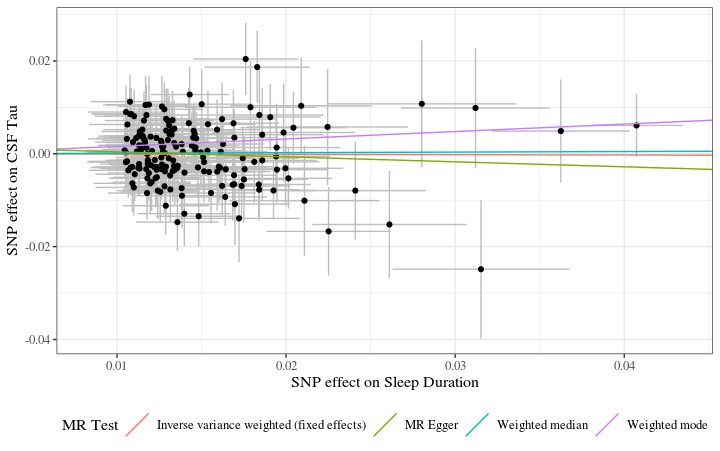 SNP effect on CSF Tau
0.02
0.00
-0.02
-0.04
0.01 0.02 0.03 0.04
SNP effect on Sleep Duration
MR Test Inverse variance weighted (fixed effects) MR Egger Weighted median Weighted mode